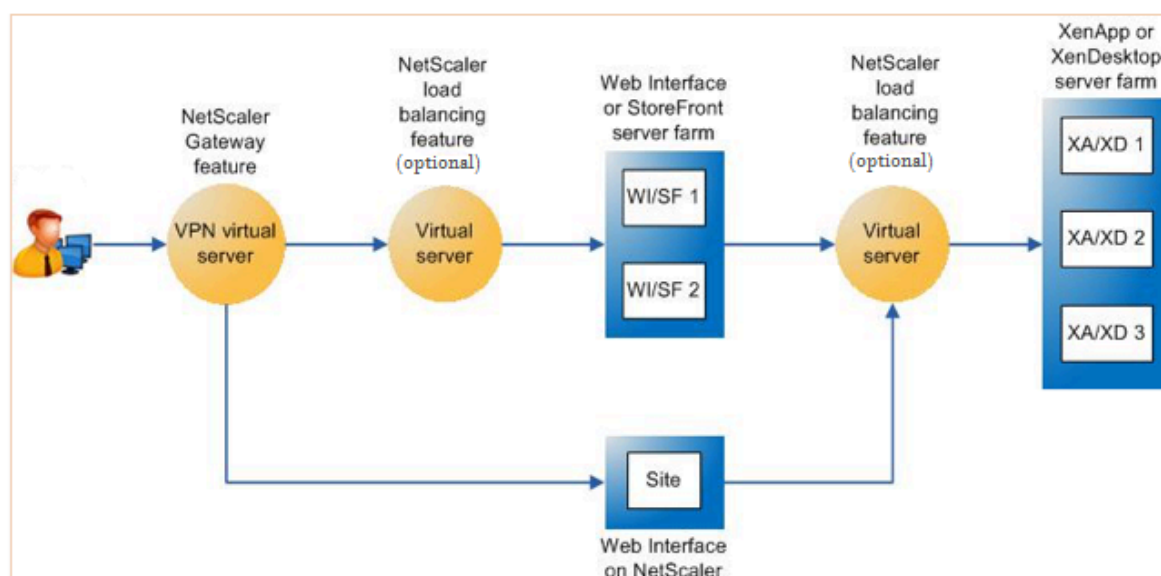 NetScaler
Gateway
feature
VPN virtual
server
NetScaler
load
balancing
feature
(optional)
Virtual
server
Web Interface
or StoreFront
server farm
WI/SF 1
WI/SF 2
NetScaler
load
balancing
feature
(optional)
Virtual
server
XenApp or
XenDesktop
server farm
XA/XD 1
XA/XD 2
XA/XD 3
Site
Web Interface
on NetScaler